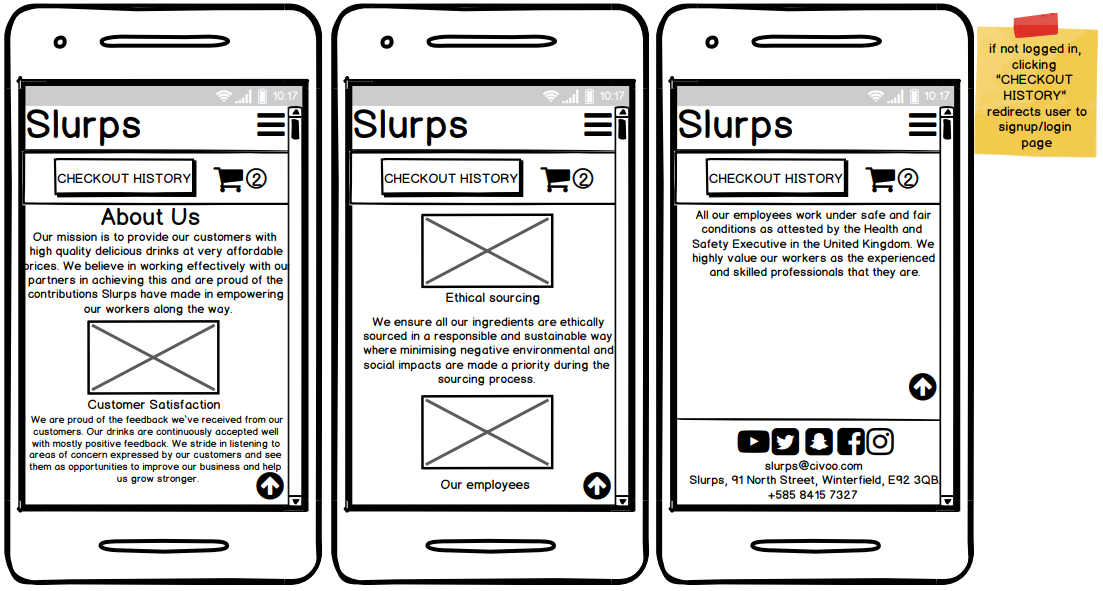 10:17
Slurps
CHECKOUT HISTORY
2
About Us
Our mission is to provide our customers with
high quality delicious drinks at very affordable
prices. We believe in working effectively with our
partners in achieving this and are proud of the
contributions Slurps have made in empowering
our workers along the way.
Customer Satisfaction
We are proud of the feedback we've received from our
customers. Our drinks are continuously accepted well
with mostly positive feedback. We stride in listening to
areas of concern expressed by our customers and see
them as opportunities to improve our business and help
us grow stronger.
10:17
Slurps
CHECKOUT HISTORY
2
Ethical sourcing
We ensure all our ingredients are ethically
sourced in a responsible and sustainable way
where minimising negative environmental and
social impacts are made a priority during the
sourcing process.
Our employees
10:17
Slurps
CHECKOUT HISTORY
2
All our employees work under safe and fair
conditions as attested by the Health and
Safety Executive in the United Kingdom. We
highly value our workers as the experienced
and skilled professionals that they are.
slurps@civoo.com
Slurps, 91 North Street, Winterfield, E92 3QB
+585 8415 7327
if not logged in,
clicking
"CHECKOUT
HISTORY"
redirects user to
signup/login
page